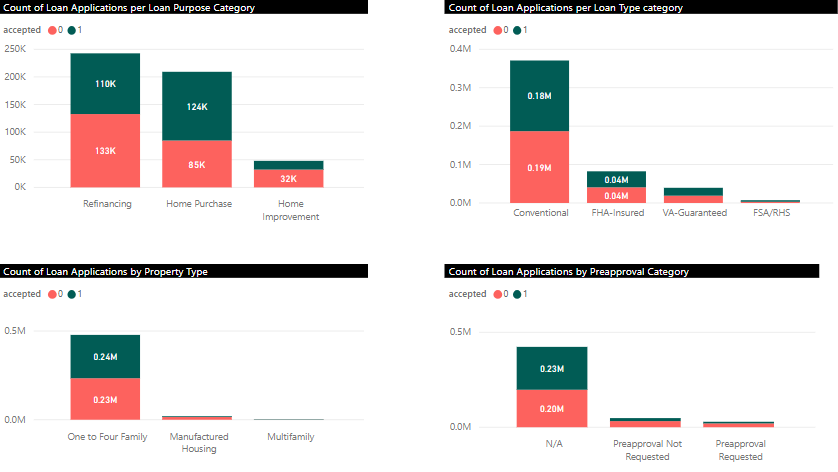 Count of Loan Applications per Loan Purpose Category
accepted 0 1
250K
200K
150K
100K
50K
0K
110K
133K
124K
85K
32K
Refinancing
Home Purchase
Home
Improvement
Count of Loan Applications per Loan Type category
accepted 0 1
0.4M
0.3M
0.2M
0.1M
0.0M
0.18M
0.19M
0.04M
0.04M
Conventional
FHA-Insured
VA-Guaranteed
FSA/RHS
Count of Loan Applications by Property Type
accepted 0 1
0.5M
0.0M
0.24M
0.23M
One to Four Family
Manufactured
Housing
Multifamily
Count of Loan Applications by Preapproval Category
accepted 0 1
0.5M
0.0M
0.23M
0.20M
N/A
Preapproval Not
Requested
Preapproval
Requested